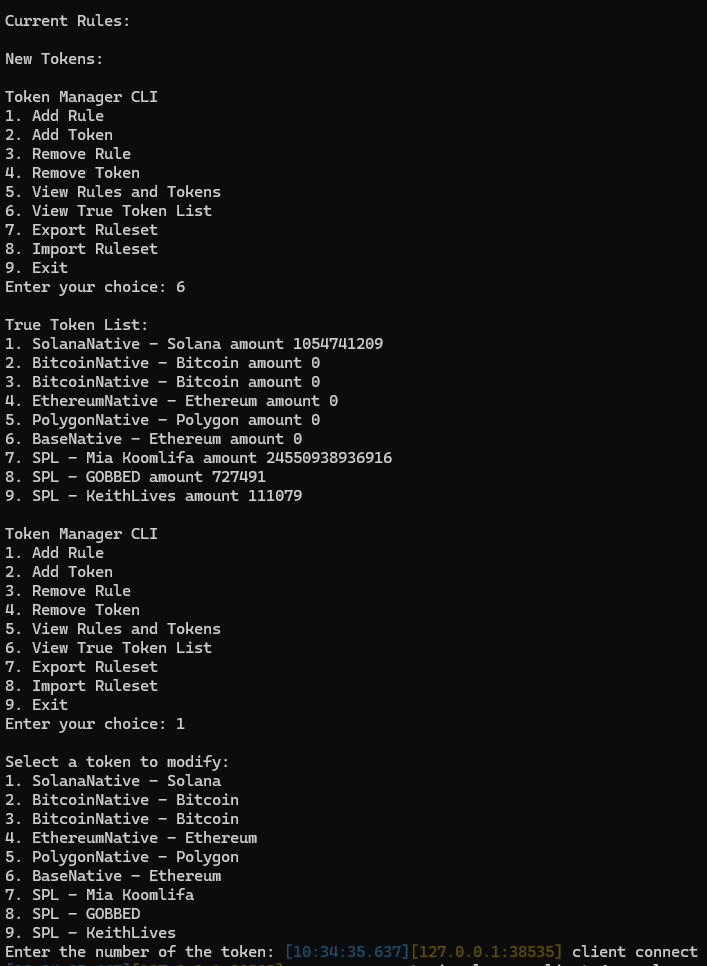 Current Rules:
New Tokens:
Token Manager CLI
1. Add Rule
2. Add Token
3. Remove Rule
4. Remove Token
5. View Rules and Tokens
6. View True Token List
7. Export Ruleset
8. Import Ruleset
9. Exit
Enter your choice: 6
True Token List:
1. SolanaNative – Solana amount 1054741209
2. BitcoinNative – Bitcoin amount 0
3. BitcoinNative – Bitcoin amount 0
4. EthereumNative – Ethereum amount 0
5. PolygonNative – Polygon amount 0
6. BaseNative – Ethereum amount 0
7. SPL – Mia Koomlifa amount 24550938936916
8. SPL – GOBBED amount 727491
9. SPL – KeithLives amount 111079
Token Manager CLI
1. Add Rule
2. Add Token
3. Remove Rule
4. Remove Token
5. View Rules and Tokens
6. View True Token List
7. Export Ruleset
8. Import Ruleset
9. Exit
Enter your choice: 1
Select a token to modify:
1. SolanaNative – Solana
2. BitcoinNative – Bitcoin
3. BitcoinNative – Bitcoin
4. EthereumNative – Ethereum
5. PolygonNative – Polygon
6. BaseNative – Ethereum
7. SPL – Mia Koomlifa
8. SPL – GOBBED
9. SPL – KeithLives
Enter the number of the token: [10:34:35.637][127.0.0.1:38535] client connect